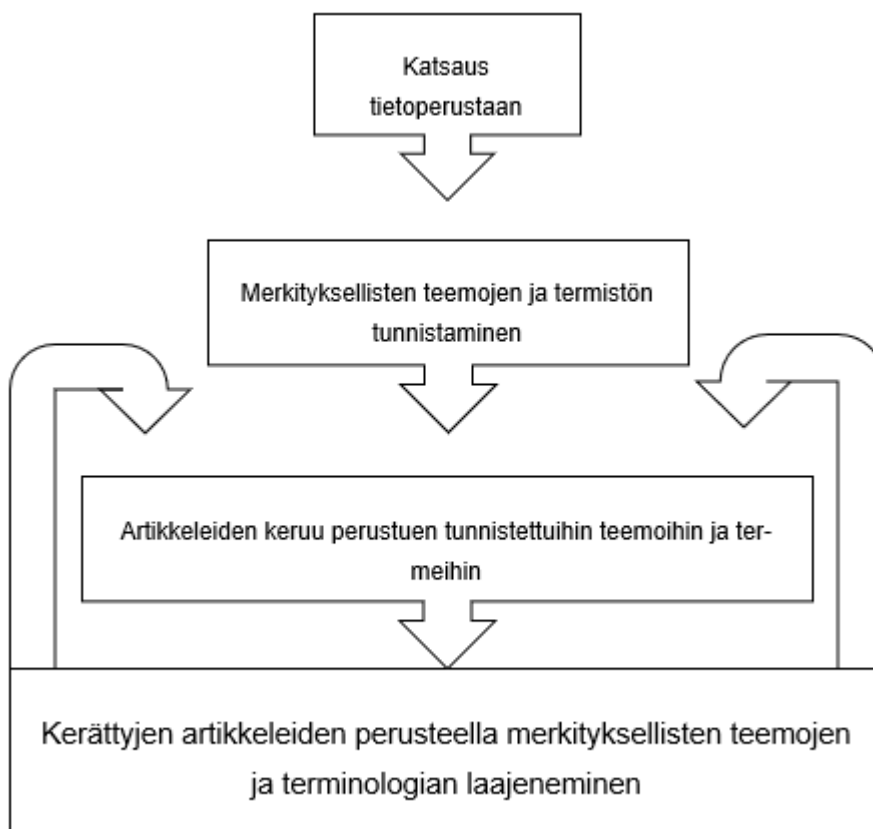 Katsaus
tietoperustaan
Merkityksellisten teemojen ja termistön
tunnistaminen
Artikkeleiden keruu perustuen tunnistettuihin teemoihin ja ter-
meihin
Kerättyjen artikkeleiden perusteella merkityksellisten teemojen
ja terminologian laajeneminen